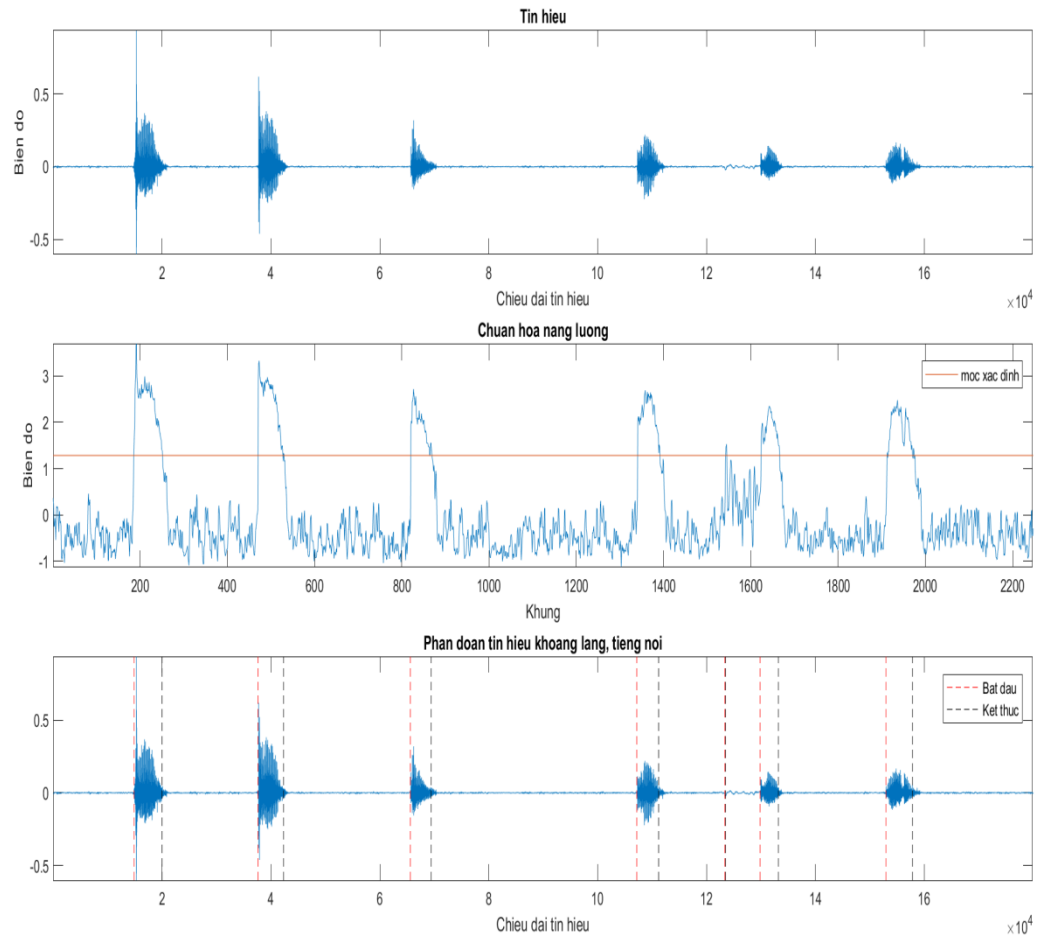 Tin hieu
Bien do
0.5
0
-0.5
2 4 6 8 10 12 14 16
Chieu dai tin hieu
×10^4
Chuan hoa nang luong
Bien do
3
2
1
0
-1
moc xac dinh
200 400 600 800 1000 1200 1400 1600 1800 2000 2200
Khung
Phan doan tin hieu khoang lang, tieng noi
Bien do
0.5
0
-0.5
Bat dau
Ket thuc
2 4 6 8 10 12 14 16
Chieu dai tin hieu
×10^4